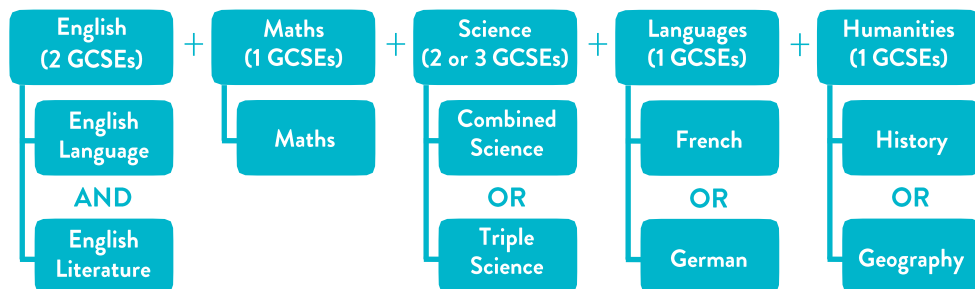 English
(2 GCSEs)
+
Maths
(1 GCSEs)
+
Science
(2 or 3 GCSEs)
+
Languages
(1 GCSEs)
+
Humanities
(1 GCSEs)
English
Language
AND
English
Literature
Maths
Combined
Science
OR
Triple
Science
French
OR
German
History
OR
Geography